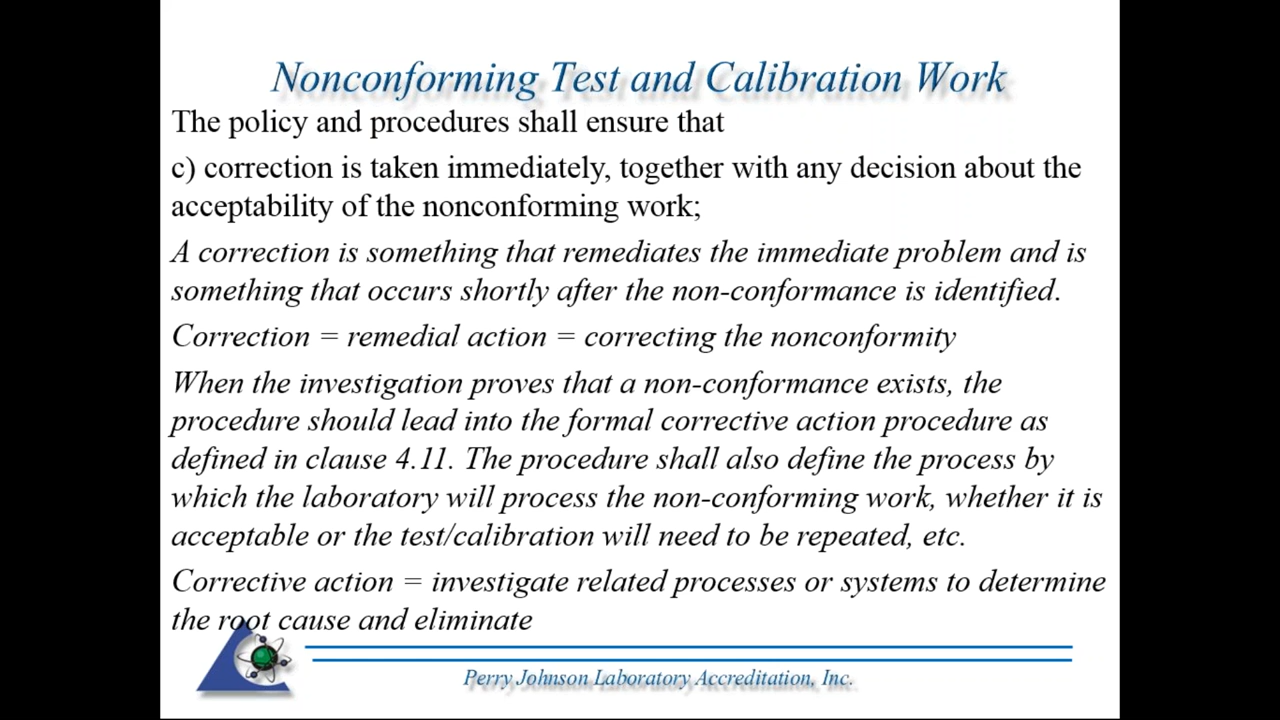 Nonconforming Test and Calibration Work
The policy and procedures shall ensure that
c) correction is taken immediately, together with any decision about the
acceptability of the nonconforming work;
A correction is something that remediates the immediate problem and is
something that occurs shortly after the non-conformance is identified.
Correction = remedial action = correcting the nonconformity
When the investigation proves that a non-conformance exists, the
procedure should lead into the formal corrective action procedure as
defined in clause 4.11. The procedure shall also define the process by
which the laboratory will process the non-conforming work, whether it is
acceptable or the test/calibration will need to be repeated, etc.
Corrective action = investigate related processes or systems to determine
the root cause and eliminate
Perry Johnson Laboratory Accreditation, Inc.